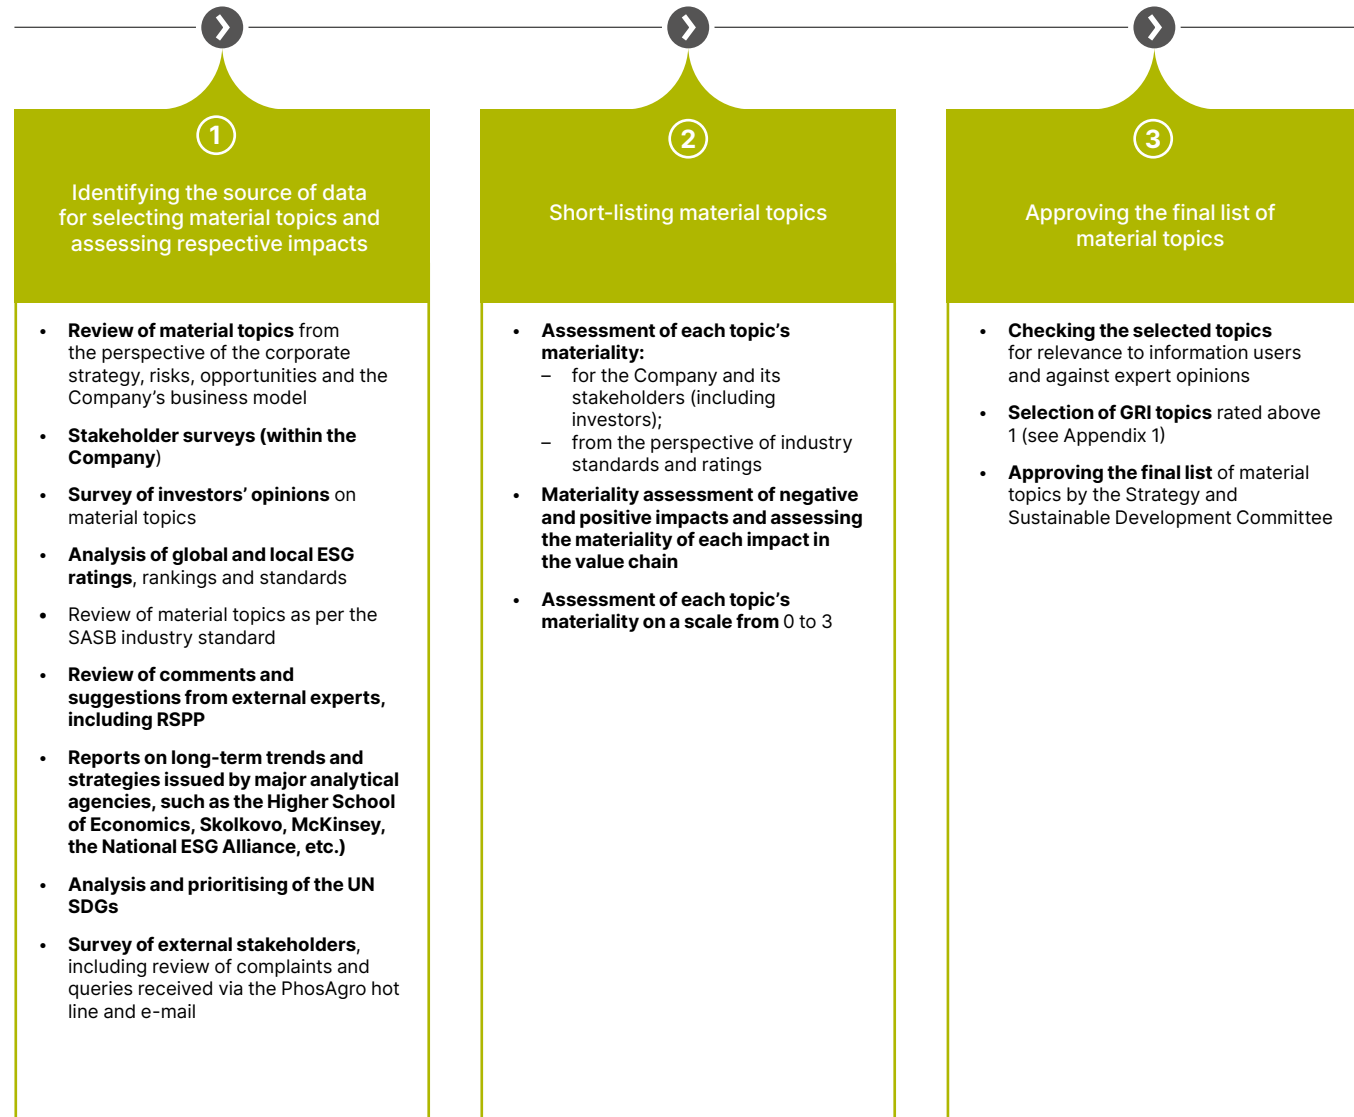 1
Identifying the source of data
for selecting material topics and
assessing respective impacts
• Review of material topics from
the perspective of the corporate
strategy, risks, opportunities and the
Company’s business model
• Stakeholder surveys (within the
Company)
• Survey of investors’ opinions on
material topics
• Analysis of global and local ESG
ratings, rankings and standards
• Review of material topics as per the
SASB industry standard
• Review of comments and
suggestions from external experts,
including RSPP
• Reports on long-term trends and
strategies issued by major analytical
agencies, such as the Higher School
of Economics, Skolkovo, McKinsey,
the National ESG Alliance, etc.)
• Analysis and prioritising of the UN
SDGs
• Survey of external stakeholders,
including review of complaints and
queries received via the PhosAgro hot
line and e-mail
2
Short-listing material topics
• Assessment of each topic’s
materiality:
– for the Company and its
stakeholders (including
investors);
– from the perspective of industry
standards and ratings
• Materiality assessment of negative
and positive impacts and assessing
the materiality of each impact in
the value chain
• Assessment of each topic’s
materiality on a scale from 0 to 3
3
Approving the final list of
material topics
• Checking the selected topics
for relevance to information users
and against expert opinions
• Selection of GRI topics rated above
1 (see Appendix 1)
• Approving the final list of material
topics by the Strategy and
Sustainable Development Committee